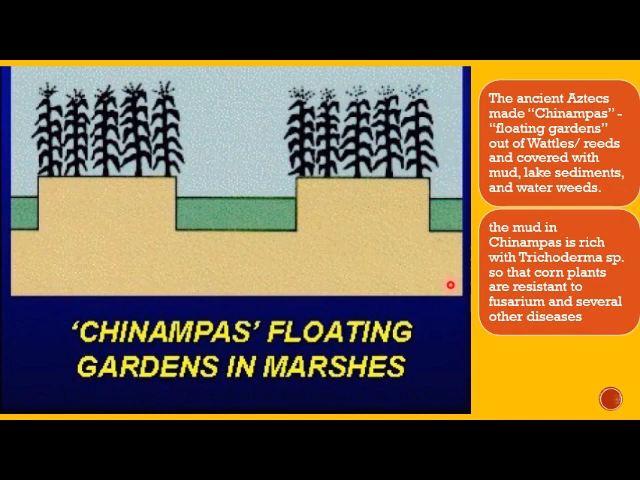 The ancient Aztecs
made “Chinampas” -
“floating gardens”
out of Wattles/ reeds
and covered with
mud, lake sediments,
and water weeds.
the mud in
Chinampas is rich
with Trichoderma sp.
so that corn plants
are resistant to
fusarium and several
other diseases
‘CHINAMPAS’ FLOATING
GARDENS IN MARSHES